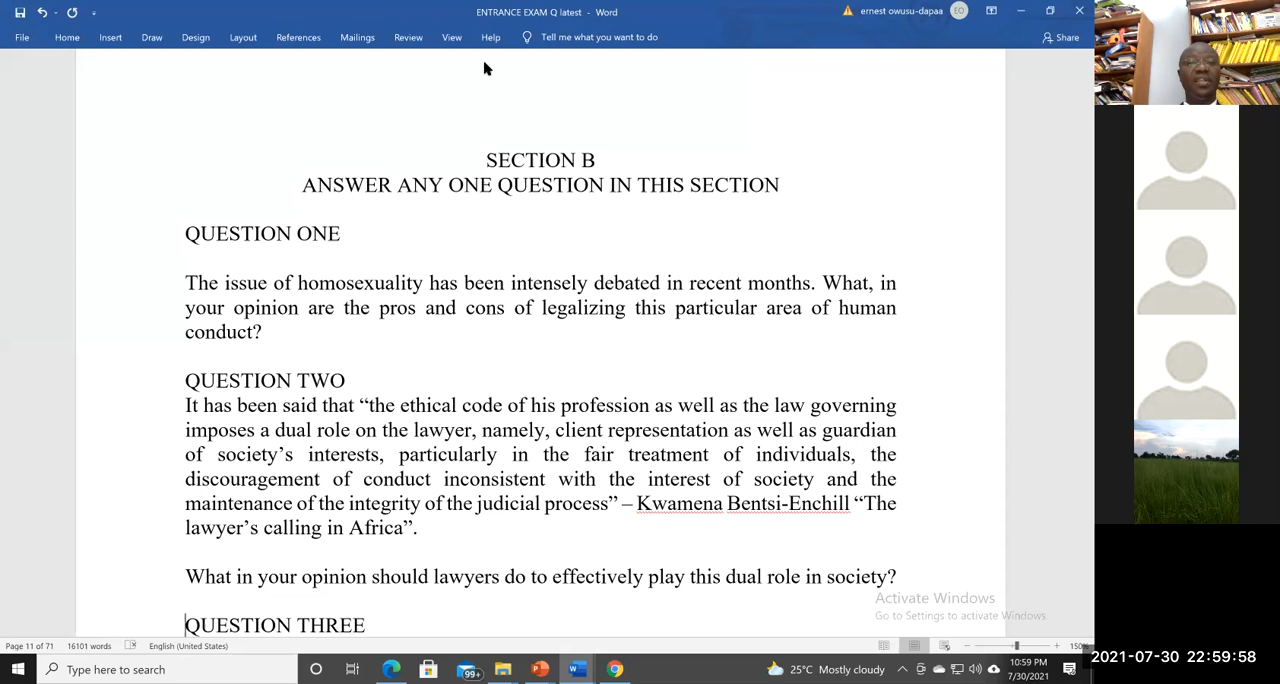 ENTRANCE EXAM Q latest - Word
ernest owusu-dapaa
EO
File Home Insert Draw Design Layout References Mailings Review View Help Tell me what you want to do
Share
SECTION B
ANSWER ANY ONE QUESTION IN THIS SECTION
QUESTION ONE
The issue of homosexuality has been intensely debated in recent months. What, in
your opinion are the pros and cons of legalizing this particular area of human
conduct?
QUESTION TWO
It has been said that “the ethical code of his profession as well as the law governing
imposes a dual role on the lawyer, namely, client representation as well as guardian
of society’s interests, particularly in the fair treatment of individuals, the
discouragement of conduct inconsistent with the interest of society and the
maintenance of the integrity of the judicial process” – Kwamena Bentsi-Enchill “The
lawyer’s calling in Africa”.
What in your opinion should lawyers do to effectively play this dual role in society?
Activate Windows
Go to Settings to activate Windows.
QUESTION THREE
Page 11 of 71 16101 words English (United States)
150%
Type here to search
99+
25°C Mostly cloudy
10:59 PM
7/30/2021
2021-07-30 22:59:58